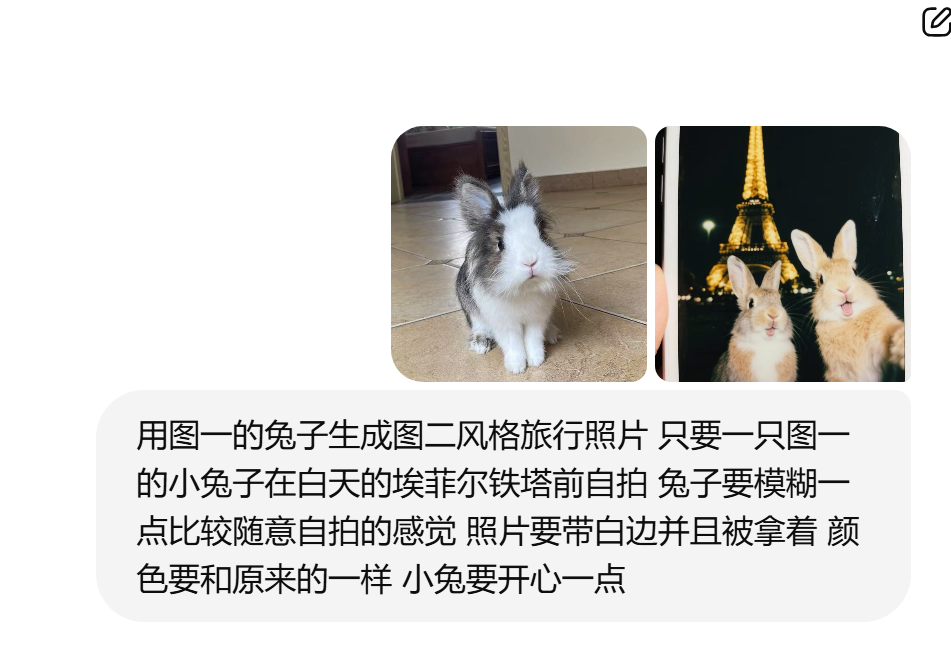 用图一的兔子生成图二风格旅行照片 只要一只图一
的小兔子在白天的埃菲尔铁塔前自拍 兔子要模糊一
点比较随意自拍的感觉 照片要带白边并且被拿着 颜
色要和原来的一样 小兔要开心一点